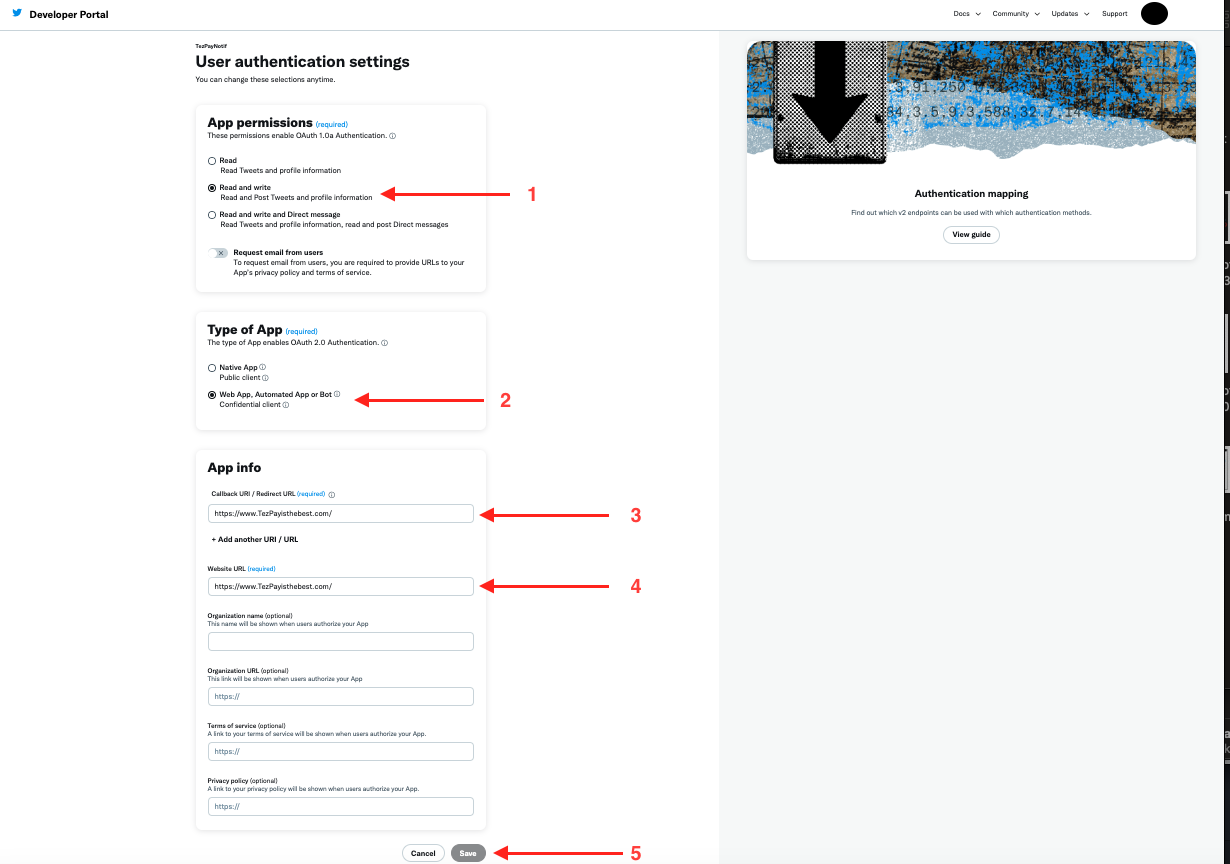 Developer Portal
Docs
Community
Updates
Support
TezPayNotif
User authentication settings
You can change these selections anytime.
App permissions (required)
These permissions enable OAuth 1.0a Authentication.
Read
Read Tweets and profile information
Read and write
Read and Post Tweets and profile information
1
Read and write and Direct message
Read Tweets and profile information, read and post Direct messages
Request email from users
To request email from users, you are required to provide URLs to your
App's privacy policy and terms of service.
Type of App (required)
The type of App enables OAuth 2.0 Authentication.
Native App
Public client
Web App, Automated App or Bot
Confidential client
2
App info
Callback URI / Redirect URL (required)
https://www.TezPayisthebest.com/
3
+ Add another URI / URL
Website URL (required)
https://www.TezPayisthebest.com/
4
Organization name (optional)
This name will be shown when users authorize your App
Organization URL (optional)
This link will be shown when users authorize your App
https://
Terms of service (optional)
A link to your terms of service will be shown when users authorize your App.
https://
Privacy policy (optional)
A link to your privacy policy will be shown when users authorize your App.
https://
Cancel
Save
5
Authentication mapping
Find out which v2 endpoints can be used with which authentication methods.
View guide